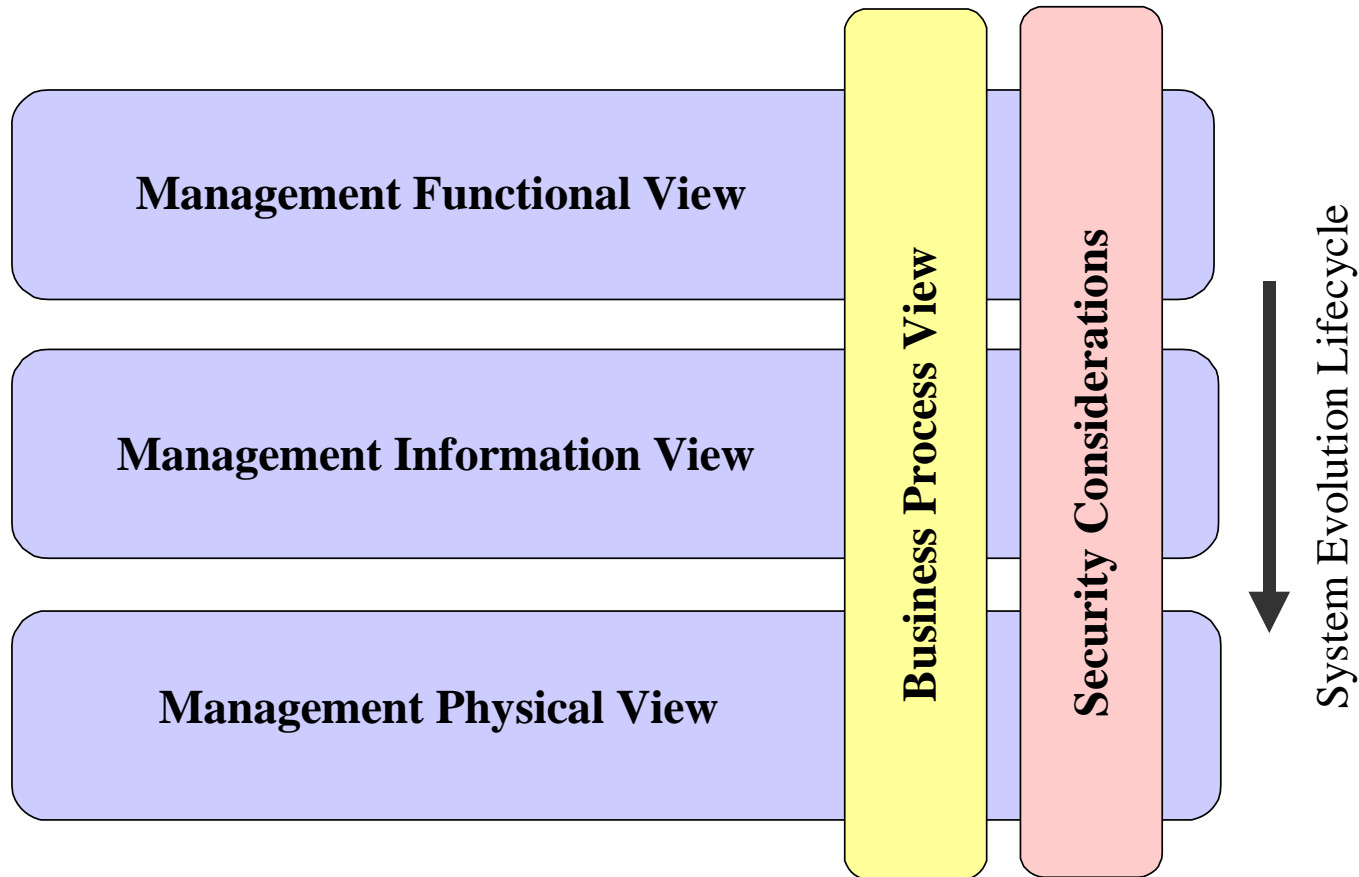 Management Functional View
Management Information View
Management Physical View
Business Process View
Security Considerations
System Evolution Lifecycle